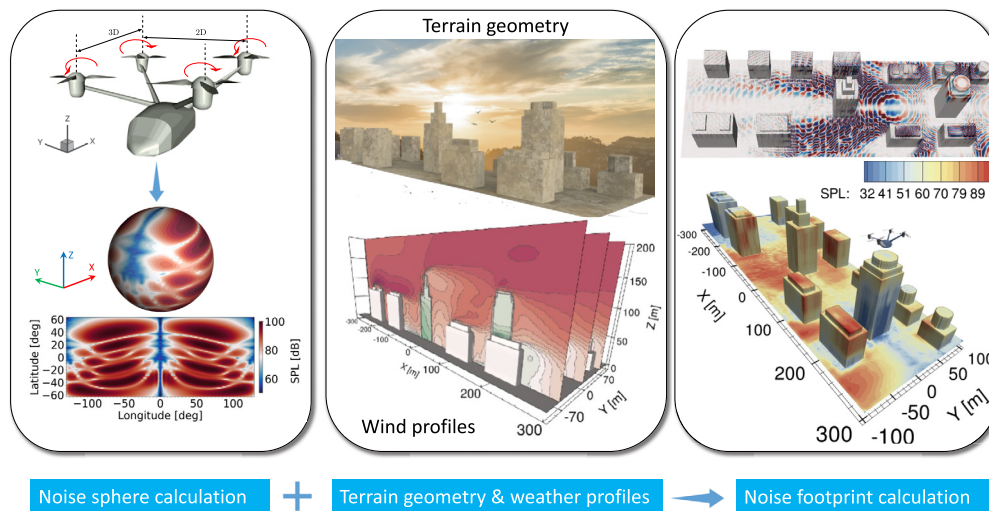 3D
2D
Z
Y
X
Z
Y
X
Latitude [deg]
60
40
20
0
−20
−40
−60
−100
−50
0
50
100
Longitude [deg]
100
80
60
SPL [dB]
Terrain geometry
200
150
100
50
0
Z [m]
-300
-200
-100
0
100
200
300
X [m]
70
0
-70
Y [m]
Wind profiles
SPL: 32 41 51 60 70 79 89
-300
-200
-100
0
100
200
300
X [m]
100
50
0
-50
-100
Y [m]
Noise sphere calculation
+
Terrain geometry & weather profiles
Noise footprint calculation